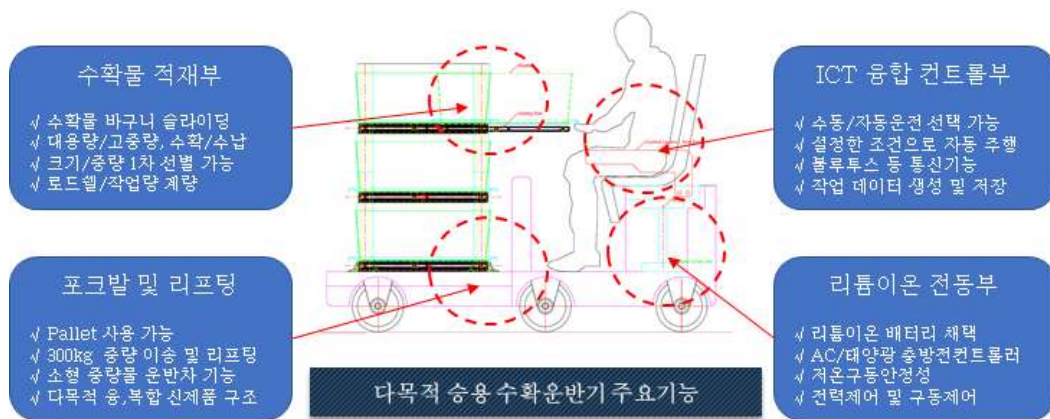 수확물 적재부
√ 수확물 바구니 슬라이딩
√ 대용량/고중량, 수확/수납
√ 크기/중량 1차 선별 가능
√ 로드쉘/작업량 계량
ICT 융합 컨트롤부
√ 수동/자동운전 선택 가능
√ 설정한 조건으로 자동 주행
√ 블루투스 등 통신기능
√ 작업 데이터 생성 및 저장
포크발 및 리프팅
√ Pallet 사용 가능
√ 300kg 중량 이송 및 리프팅
√ 소형 중량물 운반차 기능
√ 다목적 융,복합 신제품 구조
리튬이온 전동부
√ 리튬이온 배터리 채택
√ AC/태양광 충방전컨트롤러
√ 저온구동안정성
√ 전력제어 및 구동제어
다목적 승용 수확운반기 주요기능